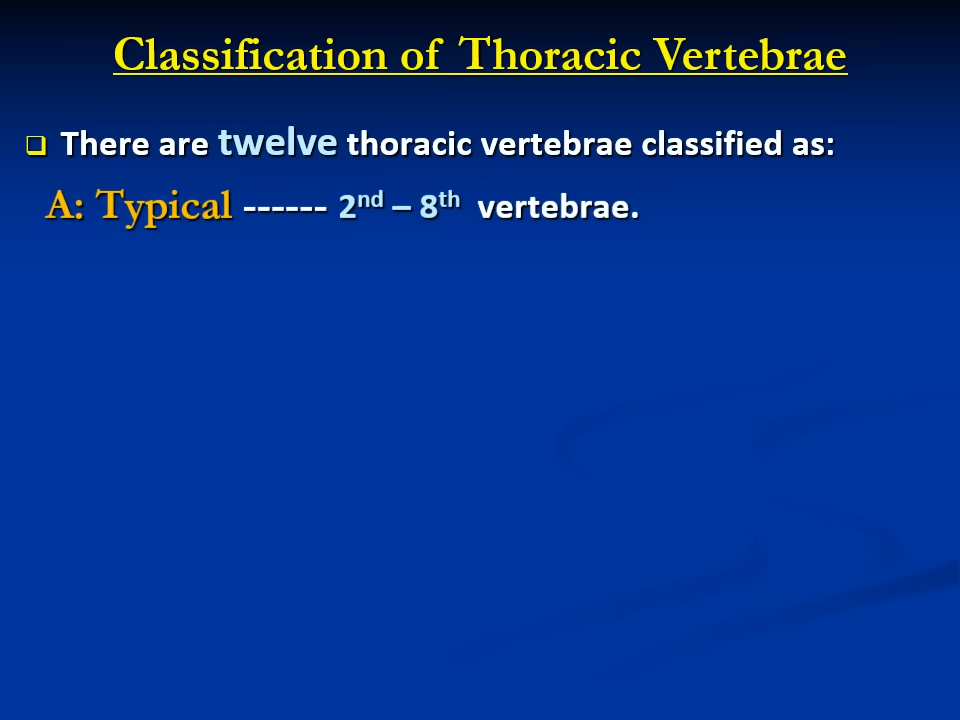 Classification of Thoracic Vertebrae
There are twelve thoracic vertebrae classified as:
A: Typical ------ 2nd – 8th vertebrae.